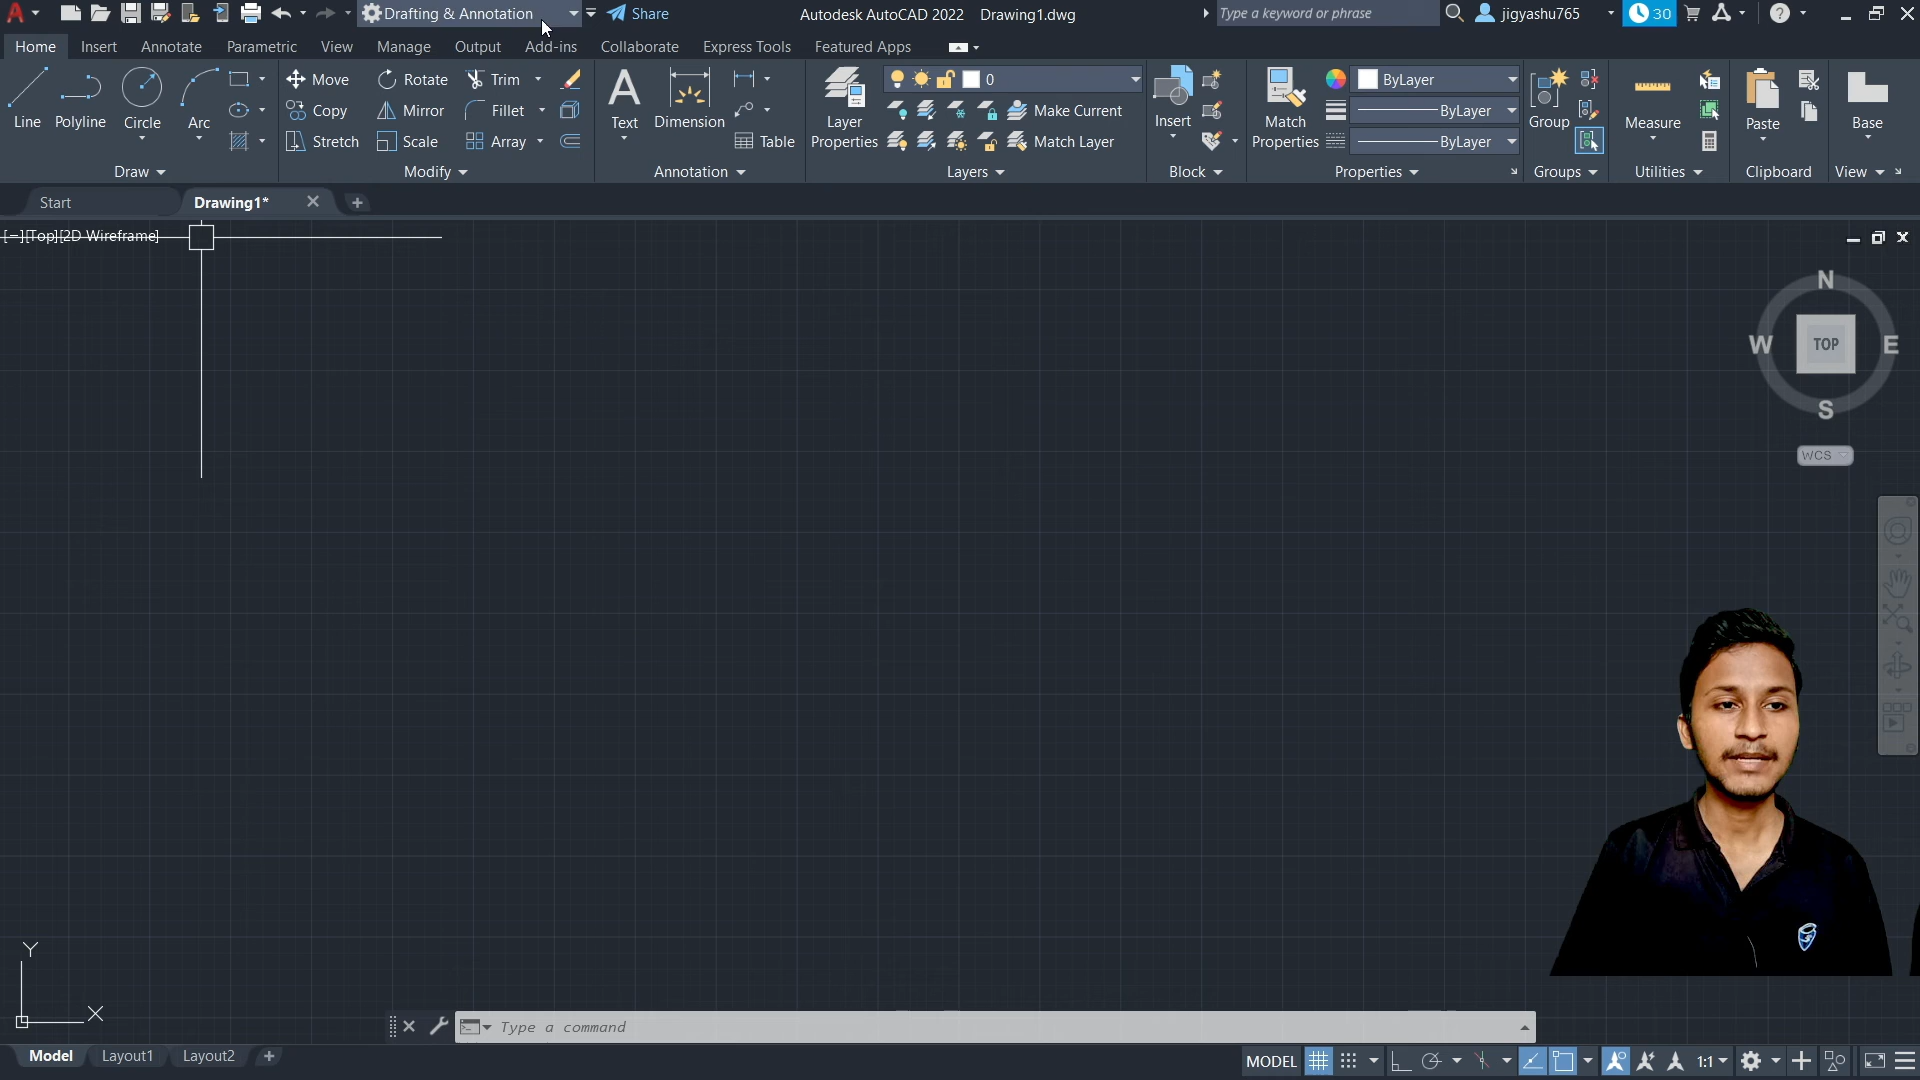 Drafting & Annotation
Share
Autodesk AutoCAD 2022 Drawing1.dwg
Type a keyword or phrase
jigyashu765
30
Home Insert Annotate Parametric View Manage Output Add-ins Collaborate Express Tools Featured Apps
Line Polyline Circle Arc
Draw
Move Rotate Trim
Copy Mirror Fillet
Stretch Scale Array
Modify
Text Dimension
Table
Annotation
Layer Properties
0
Make Current
Match Layer
Layers
Insert
Block
Match Properties
ByLayer
ByLayer
ByLayer
Properties
Group
Groups
Measure
Utilities
Paste
Clipboard
Base
View
Start Drawing1*
[−][Top][2D Wireframe]
N
W TOP E
S
WCS
Y
X
Type a command
Model Layout1 Layout2
MODEL
1:1